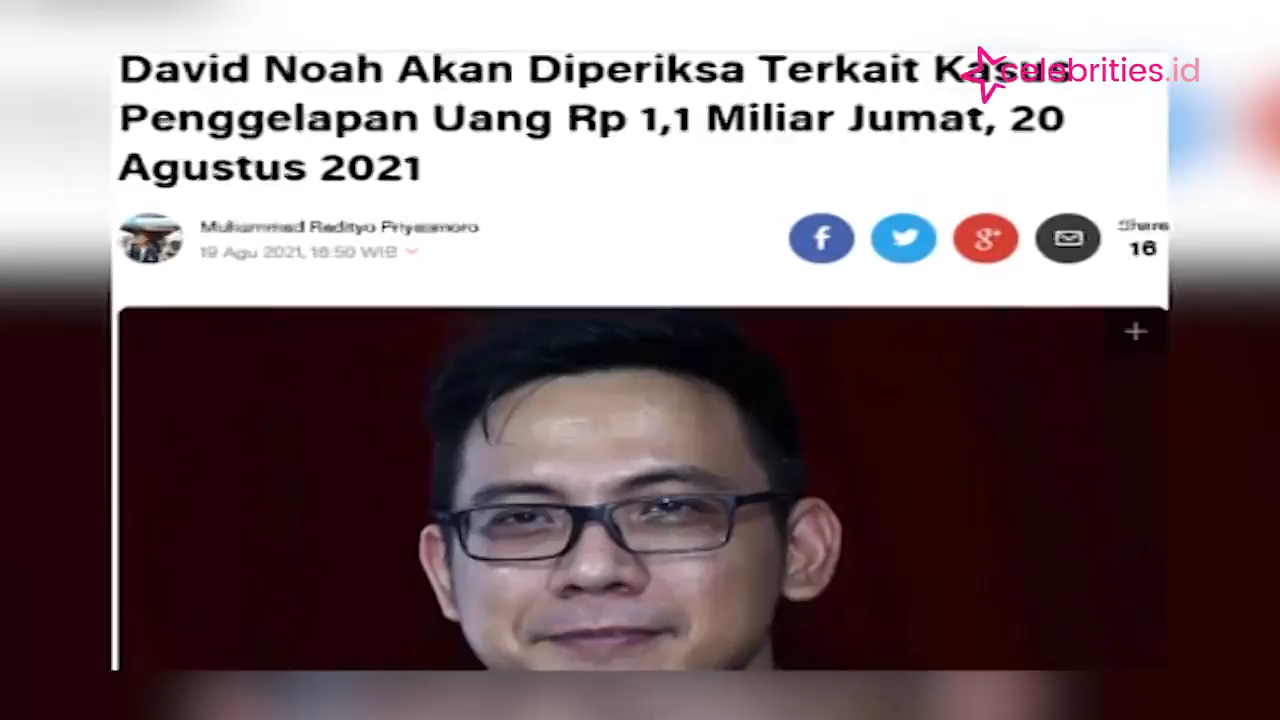 David Noah Akan Diperiksa Terkait Kasus
Penggelapan Uang Rp 1,1 Miliar Jumat, 20
Agustus 2021
celebrities.id
Muhammad Radityo Priyasmoro
19 Agu 2021, 16:50 WIB
Share
16